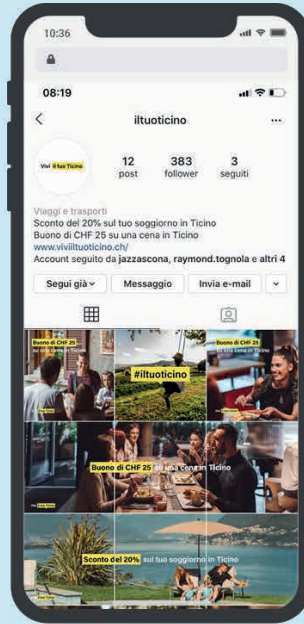 10:36
08:19
iltuoticino
Vivi il tuo Ticino
12
post
383
follower
3
seguiti
Viaggi e trasporti
Sconto del 20% sul tuo soggiorno in Ticino
Buono di CHF 25 su una cena in Ticino
www.viviiltuoticino.ch/
Account seguito da jazzascona, raymond.tognola e altri 4
Segui già
Messaggio
Invia e-mail
Buono di CHF 25
su una cena in Ticino
#iltuoticino
Buono di CHF 25
su una cena in Ticino
Buono di CHF 25 su una cena in Ticino
Sconto del 20% sul tuo soggiorno in Ticino